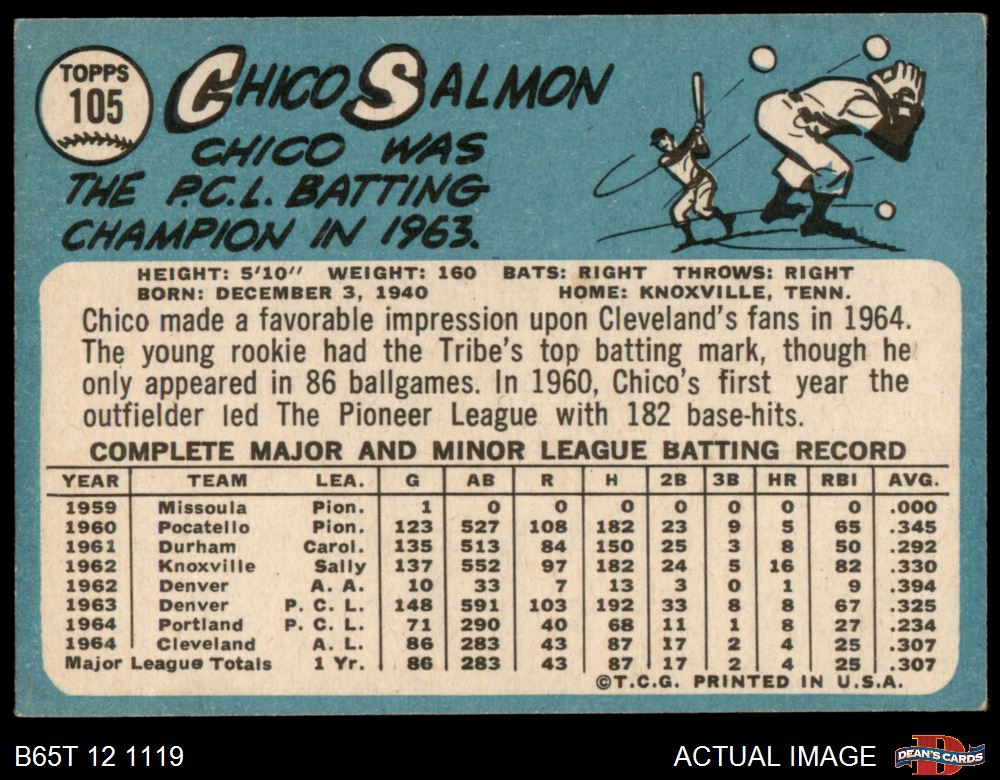 TOPPS
105
CHICO SALMON
CHICO WAS
THE P.C.L. BATTING
CHAMPION IN 1963.
HEIGHT: 5'10" WEIGHT: 160 BATS: RIGHT THROWS: RIGHT
BORN: DECEMBER 3, 1940 HOME: KNOXVILLE, TENN.
Chico made a favorable impression upon Cleveland's fans in 1964.
The young rookie had the Tribe's top batting mark, though he
only appeared in 86 ballgames. In 1960, Chico's first year the
outfielder led The Pioneer League with 182 base-hits.
COMPLETE MAJOR AND MINOR LEAGUE BATTING RECORD
YEAR TEAM LEA. G AB R H 2B 3B HR RBI AVG.
1959 Missoula Pion. 1 0 0 0 0 0 0 0 .000
1960 Pocatello Pion. 123 527 108 182 23 9 5 65 .345
1961 Durham Carol. 135 513 84 150 25 3 8 50 .292
1962 Knoxville Sally 137 552 97 182 24 5 16 82 .330
1962 Denver A. A. 10 33 7 13 3 0 1 9 .394
1963 Denver P. C. L. 148 591 103 192 33 8 8 67 .325
1964 Portland P. C. L. 71 290 40 68 11 1 8 27 .234
1964 Cleveland A. L. 86 283 43 87 17 2 4 25 .307
Major League Totals 1 Yr. 86 283 43 87 17 2 4 25 .307
©T.C.G. PRINTED IN U.S.A.
B65T 12 1119 ACTUAL IMAGE DEAN'S CARDS